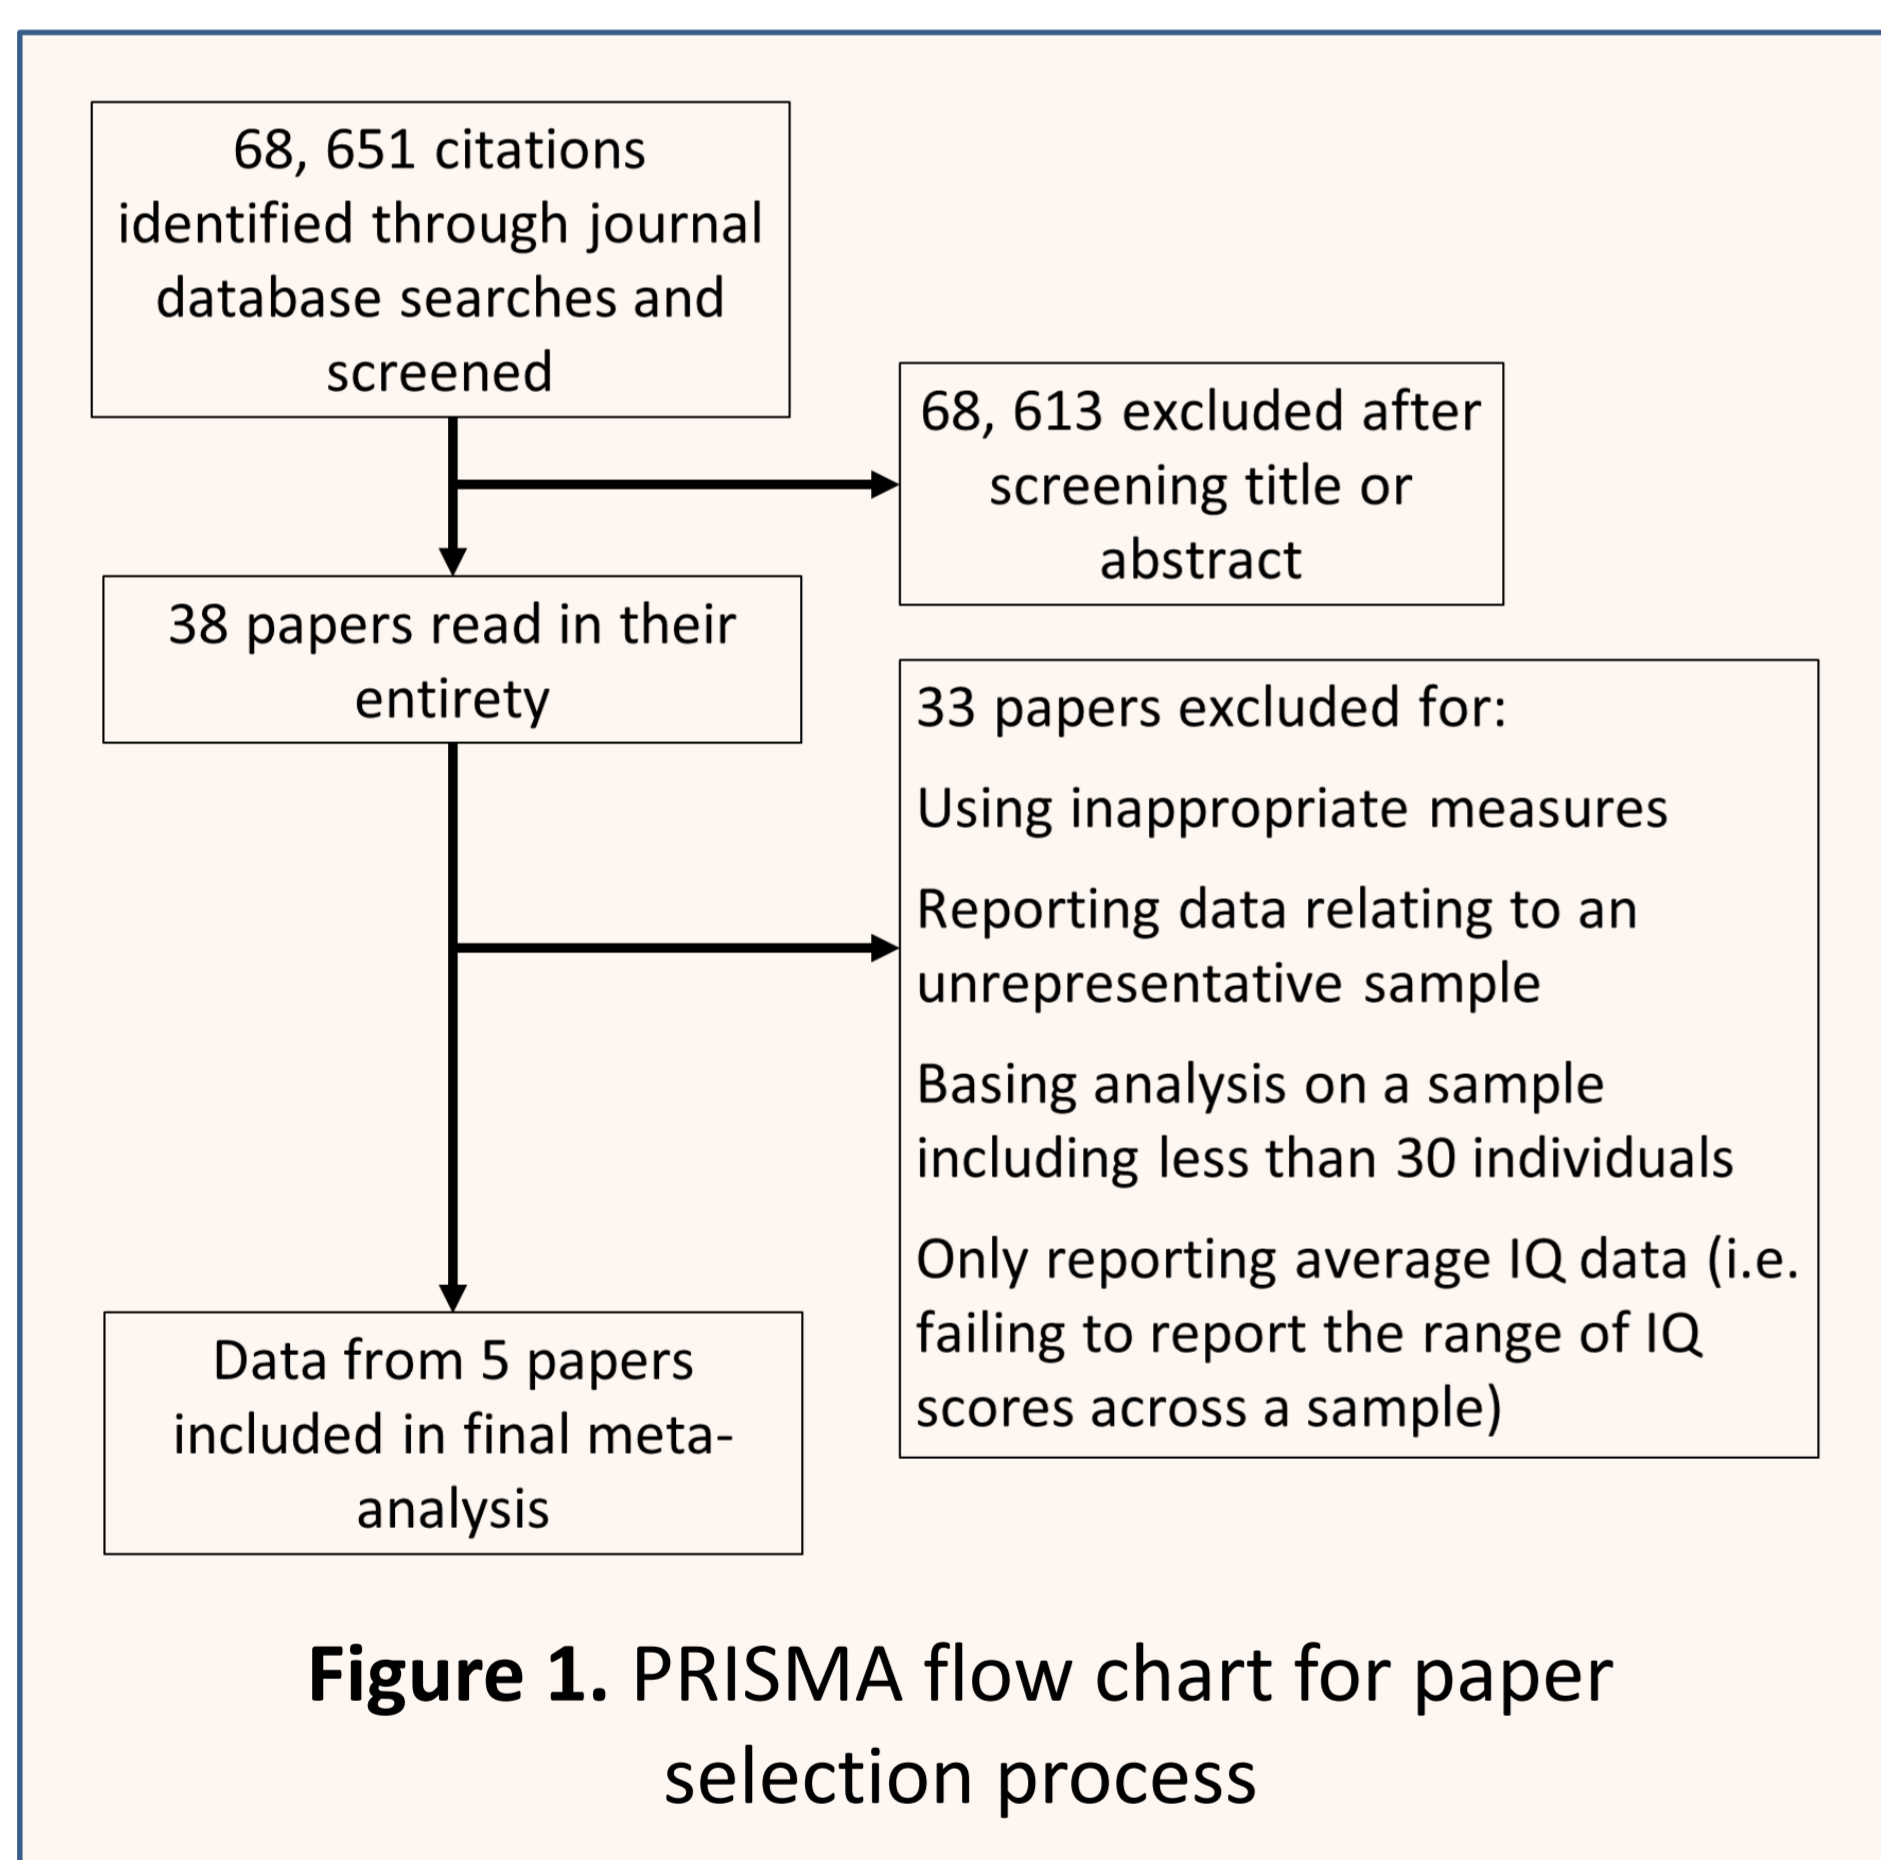 68, 651 citations
identified through journal
database searches and
screened
68, 613 excluded after
screening title or
abstract
38 papers read in their
entirety
33 papers excluded for:
Using inappropriate measures
Reporting data relating to an
unrepresentative sample
Basing analysis on a sample
including less than 30 individuals
Only reporting average IQ data (i.e.
failing to report the range of IQ
scores across a sample)
Data from 5 papers
included in final meta-
analysis
Figure 1. PRISMA flow chart for paper
selection process